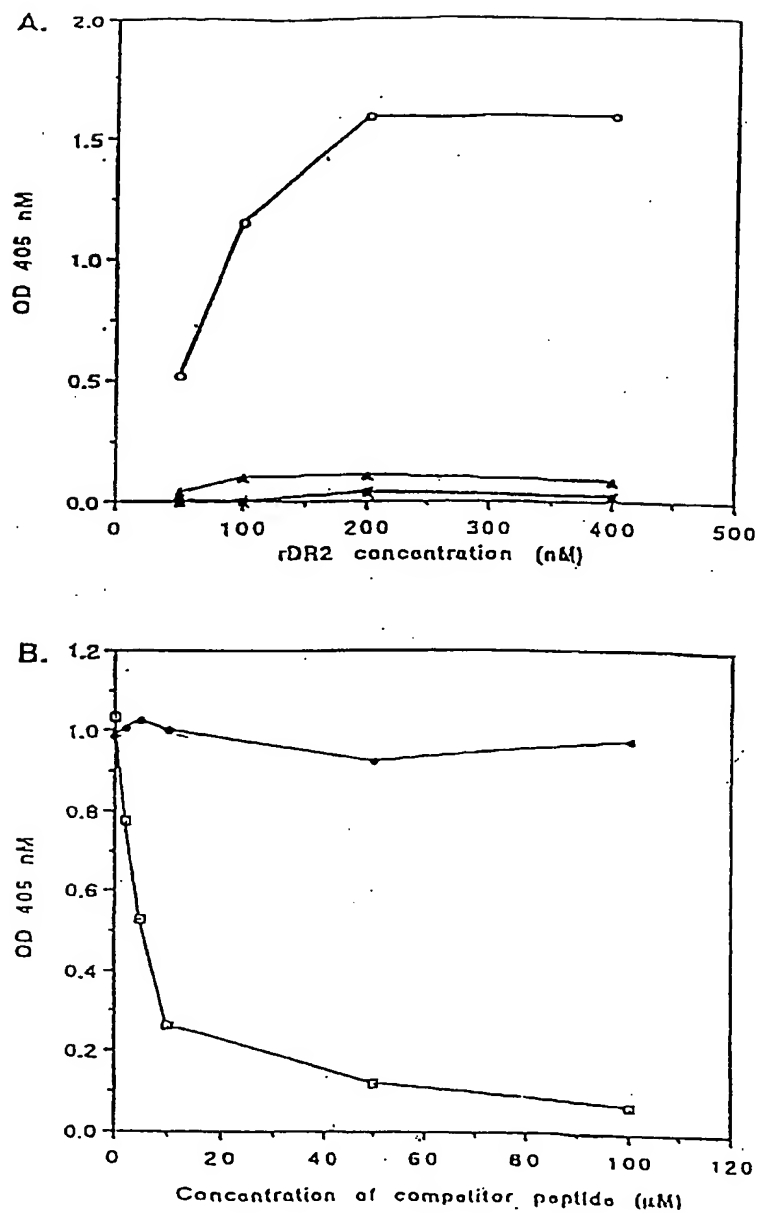 A.
2.0
1.5
1.0
0.5
0.0
OD 405 nM
0 100 200 300 400 500
rDR2 concentration (nM)
B.
1.2
1.0
0.8
0.6
0.4
0.2
0.0
OD 405 nM
0 20 40 60 80 100 120
Concentration of competitor peptide (μM)